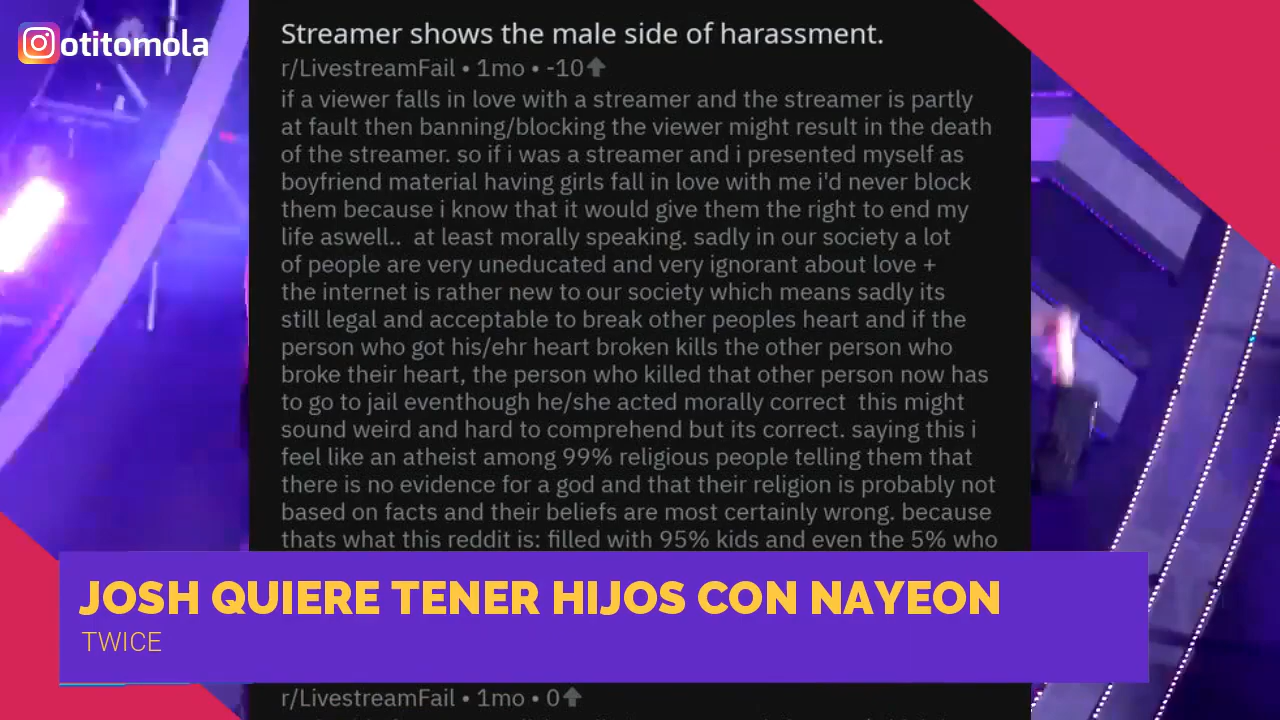 otitomola
Streamer shows the male side of harassment.
r/LivestreamFail • 1mo • -10
if a viewer falls in love with a streamer and the streamer is partly
at fault then banning/blocking the viewer might result in the death
of the streamer. so if i was a streamer and i presented myself as
boyfriend material having girls fall in love with me i'd never block
them because i know that it would give them the right to end my
life aswell..  at least morally speaking. sadly in our society a lot
of people are very uneducated and very ignorant about love +
the internet is rather new to our society which means sadly its
still legal and acceptable to break other peoples heart and if the
person who got his/ehr heart broken kills the other person who
broke their heart, the person who killed that other person now has
to go to jail eventhough he/she acted morally correct  this might
sound weird and hard to comprehend but its correct. saying this i
feel like an atheist among 99% religious people telling them that
there is no evidence for a god and that their religion is probably not
based on facts and their beliefs are most certainly wrong. because
thats what this reddit is: filled with 95% kids and even the 5% who
JOSH QUIERE TENER HIJOS CON NAYEON
TWICE
r/LivestreamFail • 1mo • 0